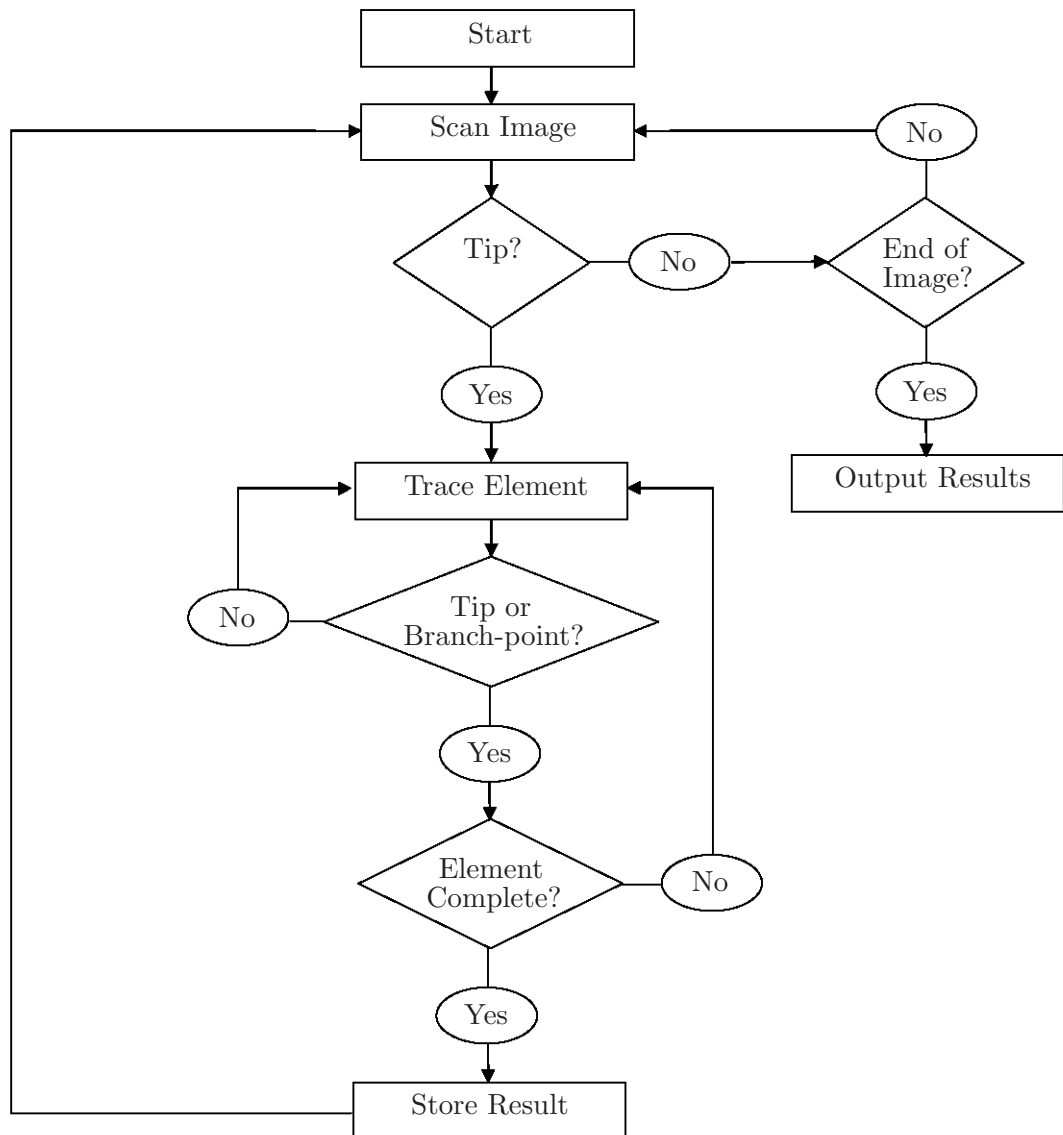 Start
Scan Image
No
Tip?
No
End of
Image?
Yes
Yes
Trace Element
Output Results
No
Tip or
Branch-point?
Yes
Element
Complete?
No
Yes
Store Result